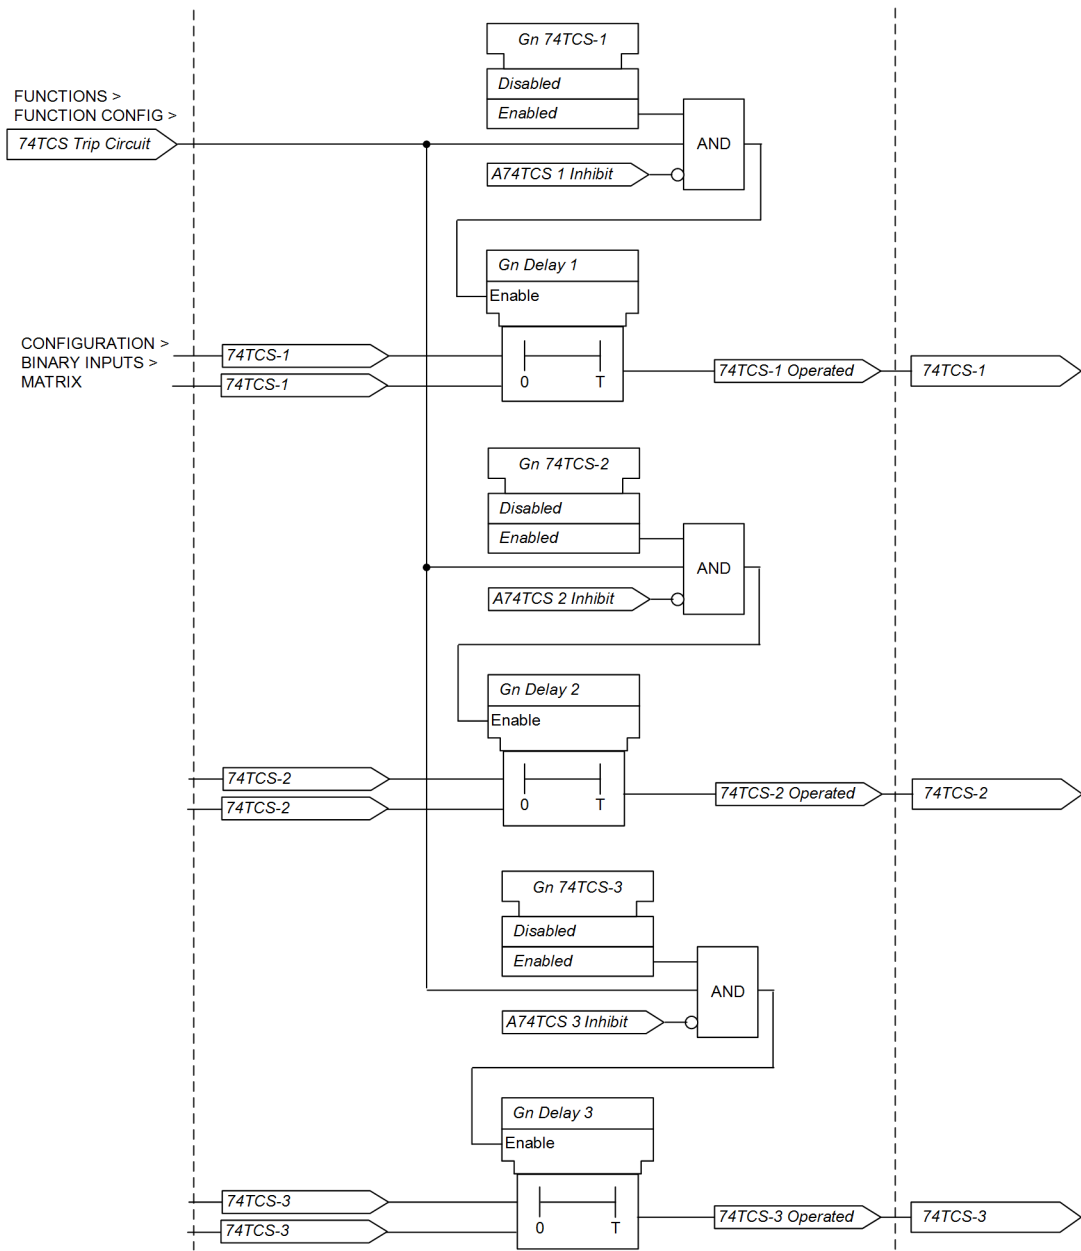 Gn 74TCS-1
Disabled
Enabled
FUNCTIONS >
FUNCTION CONFIG >
74TCS Trip Circuit
AND
A74TCS 1 Inhibit
Gn Delay 1
Enable
CONFIGURATION >
BINARY INPUTS >
MATRIX
74TCS-1
74TCS-1
0 T
74TCS-1 Operated
74TCS-1
Gn 74TCS-2
Disabled
Enabled
AND
A74TCS 2 Inhibit
Gn Delay 2
Enable
74TCS-2
74TCS-2
0 T
74TCS-2 Operated
74TCS-2
Gn 74TCS-3
Disabled
Enabled
AND
A74TCS 3 Inhibit
Gn Delay 3
Enable
74TCS-3
74TCS-3
0 T
74TCS-3 Operated
74TCS-3